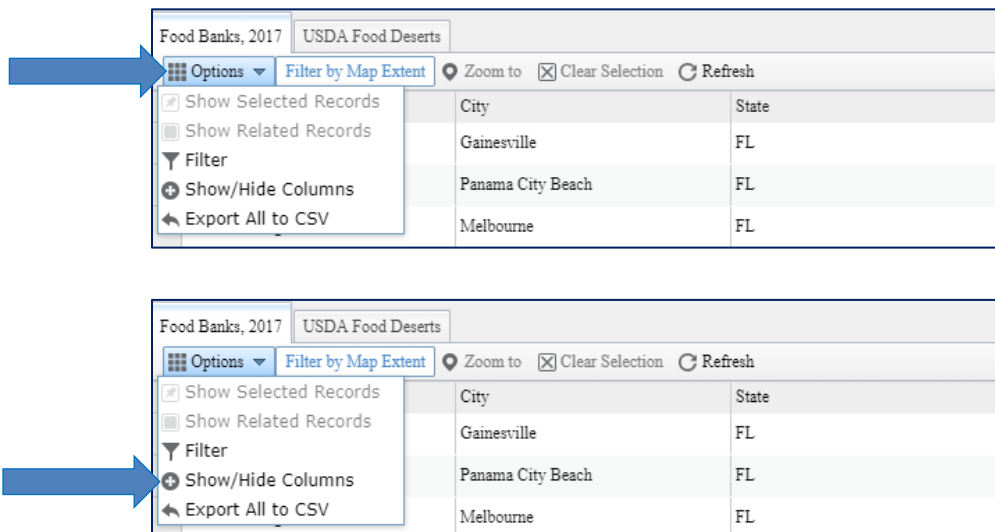 Food Banks, 2017 USDA Food Deserts
Options Filter by Map Extent Zoom to Clear Selection Refresh
Show Selected Records City State
Show Related Records Gainesville FL
Filter
Show/Hide Columns Panama City Beach FL
Export All to CSV Melbourne FL
Food Banks, 2017 USDA Food Deserts
Options Filter by Map Extent Zoom to Clear Selection Refresh
Show Selected Records City State
Show Related Records Gainesville FL
Filter
Show/Hide Columns Panama City Beach FL
Export All to CSV Melbourne FL